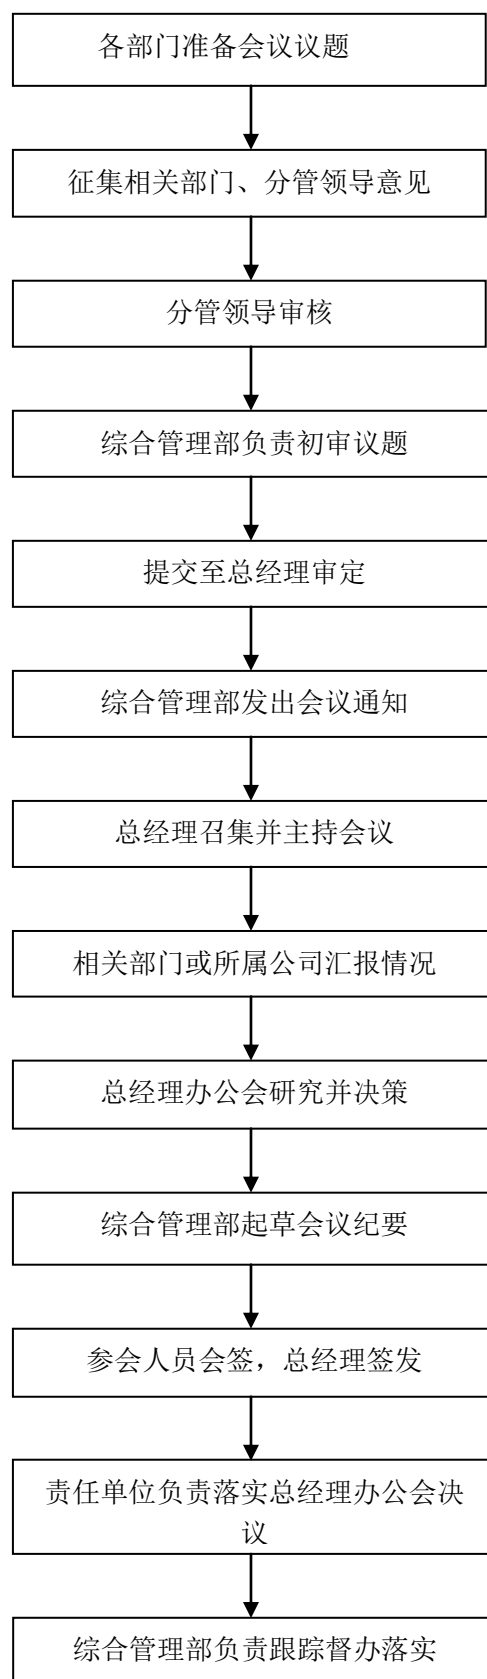 各部门准备会议议题
征集相关部门、分管领导意见
分管领导审核
综合管理部负责初审议题
提交至总经理审定
综合管理部发出会议通知
总经理召集并主持会议
相关部门或所属公司汇报情况
总经理办公会研究并决策
综合管理部起草会议纪要
参会人员会签，总经理签发
责任单位负责落实总经理办公会决
议
综合管理部负责跟踪督办落实